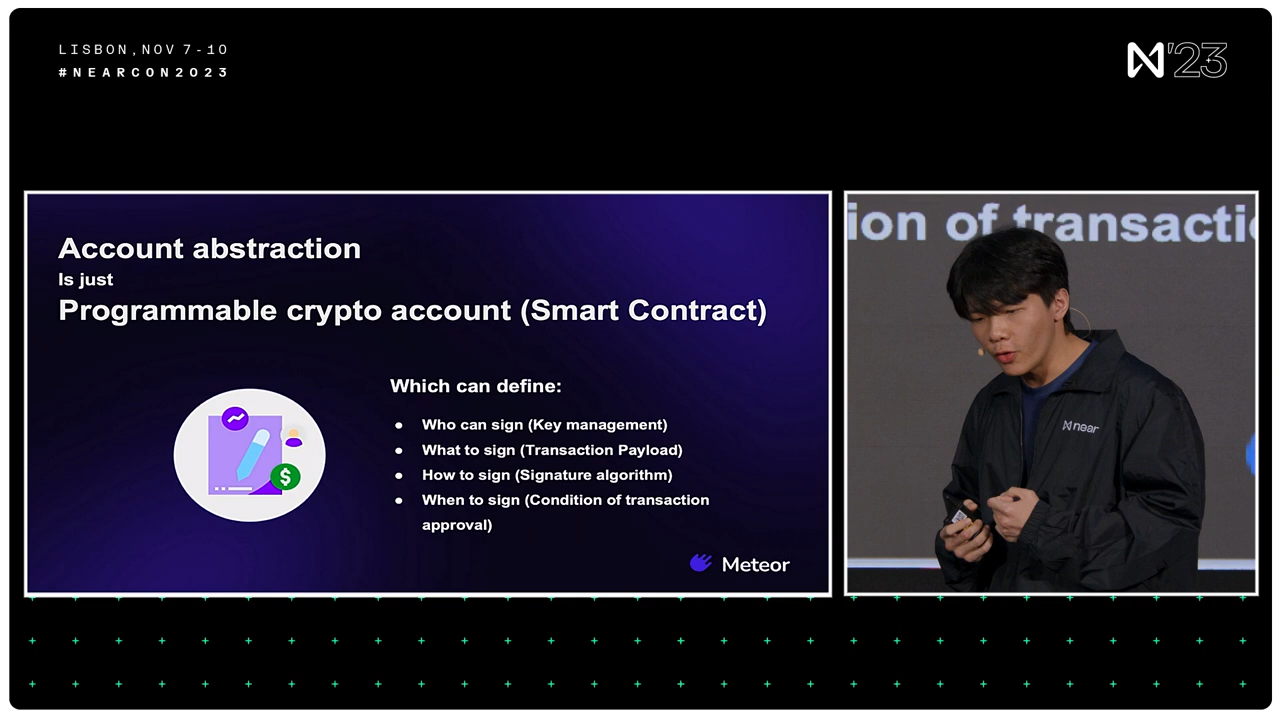 LISBON, NOV 7-10
#NEARCON2023
N'23
Account abstraction
Is just
Programmable crypto account (Smart Contract)
Which can define:
● Who can sign (Key management)
● What to sign (Transaction Payload)
● How to sign (Signature algorithm)
● When to sign (Condition of transaction
approval)
$
Meteor
ion of transactio
near